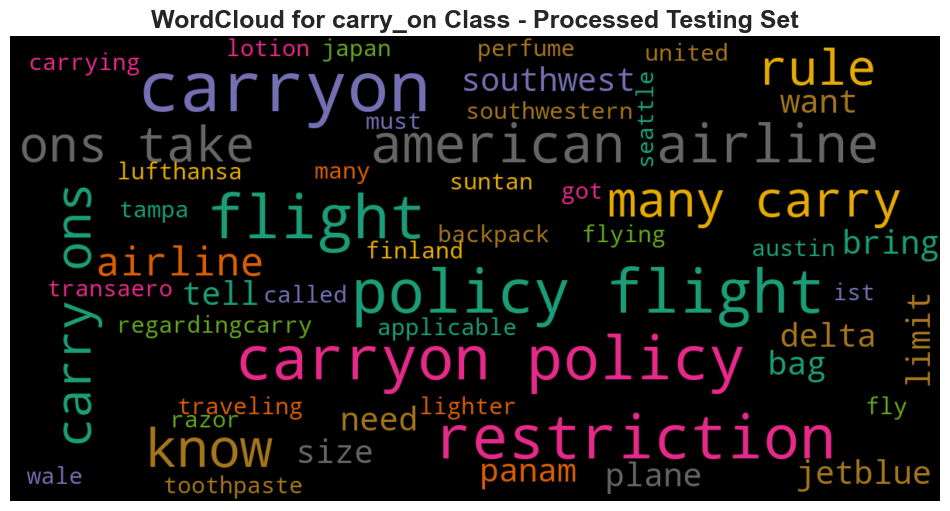 WordCloud for carry_on Class - Processed Testing Set
carrying
lotion
japan
perfume
united
carryon
southwest
rule
want
southwestern
must
seattle
ons take
american airline
lufthansa
many
suntan
got
many carry
tampa
flight
backpack
flying
austin
bring
carry ons
airline
finland
transaero
tell
called
policy flight
ist
regardingcarry
applicable
delta
limit
carryon policy
bag
traveling
lighter
fly
razor
need
restriction
know
size
panam
plane
jetblue
wale
toothpaste